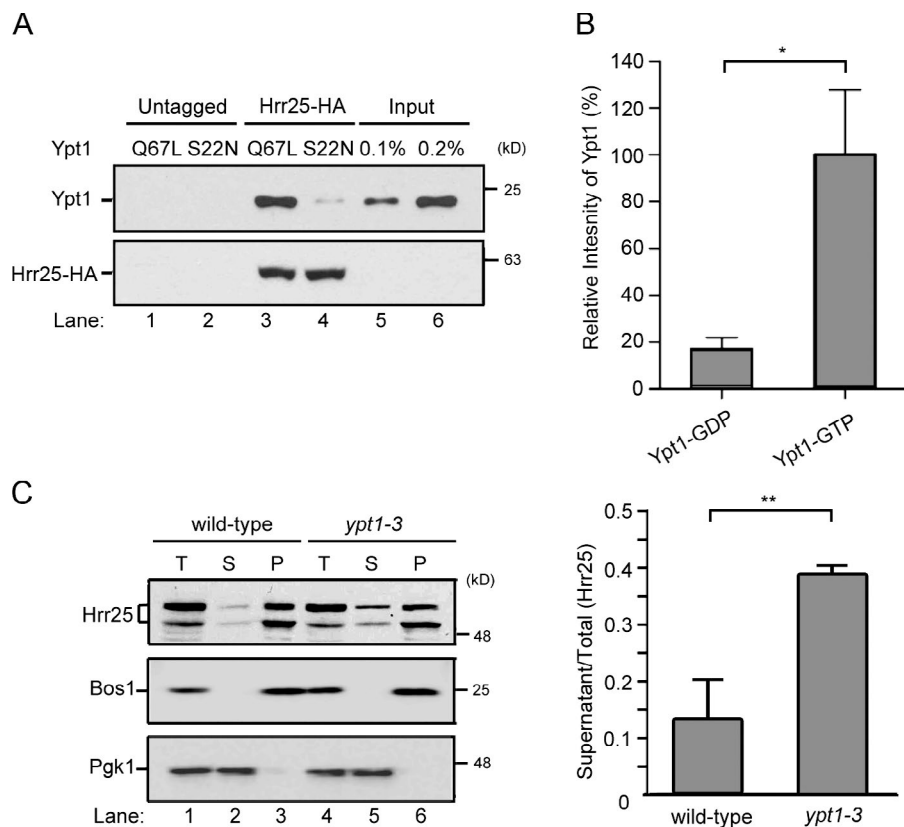 A
Untagged Hrr25-HA Input
Ypt1 Q67L S22N Q67L S22N 0.1% 0.2% (kD)
Ypt1 25
Hrr25-HA 63
Lane: 1 2 3 4 5 6
B
Relative Intesnity of Ypt1 (%)
140
120
100
80
60
40
20
0
*
Ypt1-GDP Ypt1-GTP
C
wild-type ypt1-3
T S P T S P (kD)
Hrr25 48
Bos1 25
Pgk1 48
Lane: 1 2 3 4 5 6
Supernatant/Total (Hrr25)
0.5
0.4
0.3
0.2
0.1
0
**
wild-type ypt1-3